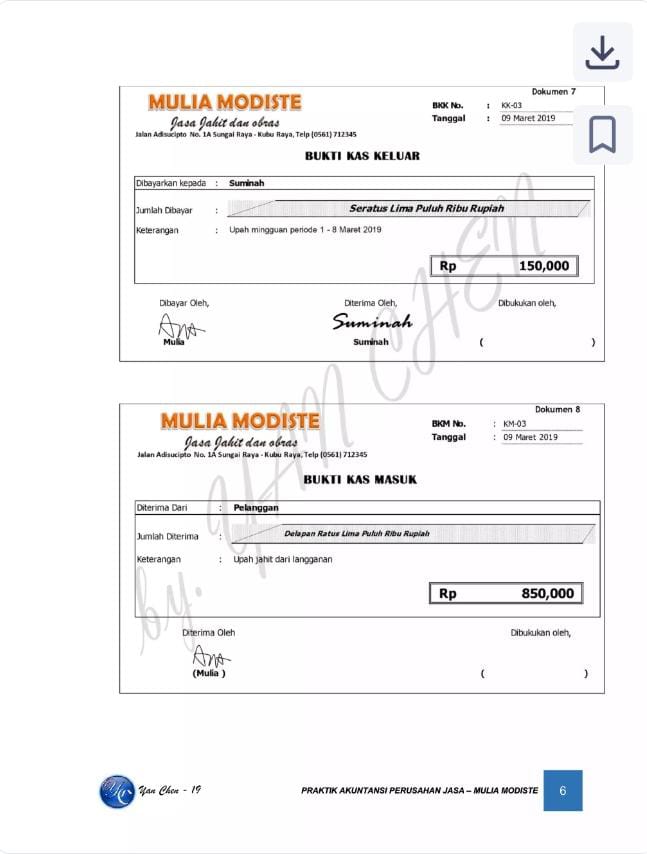 Dokumen 7
MULIA MODISTE
BKK No. : KK-03
Jasa Jahit dan obras
Tanggal : 09 Maret 2019
Jalan Adisucipto No. 1A Sungai Raya - Kubu Raya, Telp (0561) 712345
BUKTI KAS KELUAR
Dibayarkan kepada : Suminah
Jumlah Dibayar : Seratus Lima Puluh Ribu Rupiah
Keterangan : Upah mingguan periode 1 - 8 Maret 2019
Rp 150,000
Dibayar Oleh, Diterima Oleh, Dibukukan oleh,
Ana Suminah
Mulia Suminah ( )
Dokumen 8
MULIA MODISTE
BKM No. : KM-03
Jasa Jahit dan obras
Tanggal : 09 Maret 2019
Jalan Adisucipto No. 1A Sungai Raya - Kubu Raya, Telp (0561) 712345
BUKTI KAS MASUK
Diterima Dari : Pelanggan
Jumlah Diterima : Delapan Ratus Lima Puluh Ribu Rupiah
Keterangan : Upah jahit dari langganan
Rp 850,000
Diterima Oleh Dibukukan oleh,
Ana
(Mulia ) ( )
by. YAN CHEN
Yan Chen - 19
PRAKTIK AKUNTANSI PERUSAHAN JASA – MULIA MODISTE 6